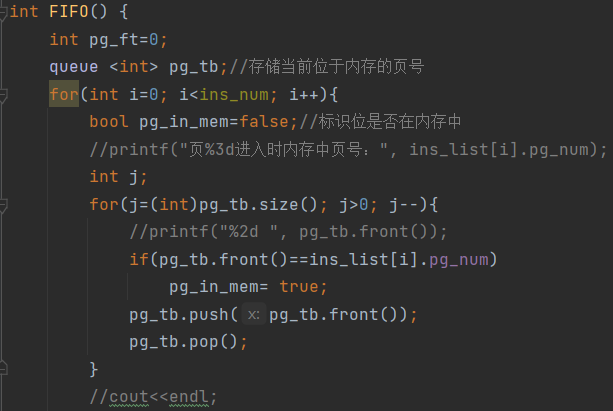 int FIFO() {
    int pg_ft=0;
    queue <int> pg_tb;//存储当前位于内存的页号
    for(int i=0; i<ins_num; i++){
        bool pg_in_mem=false;//标识位是否在内存中
        //printf("页%3d进入时内存中页号：", ins_list[i].pg_num);
        int j;
        for(j=(int)pg_tb.size(); j>0; j--){
            //printf("%2d ", pg_tb.front());
            if(pg_tb.front()==ins_list[i].pg_num)
                pg_in_mem= true;
            pg_tb.push( x: pg_tb.front());
            pg_tb.pop();
        }
        //cout<<endl;